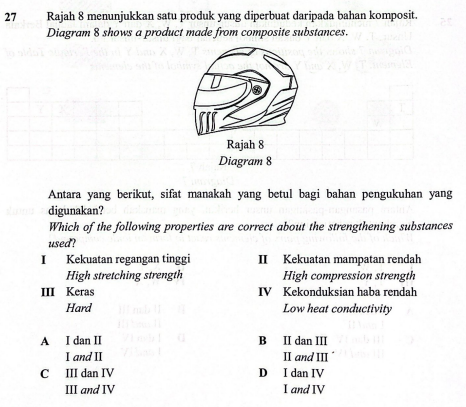 27 Rajah 8 menunjukkan satu produk yang diperbuat daripada bahan komposit.
Diagram 8 shows a product made from composite substances.
Rajah 8
Diagram 8
Antara yang berikut, sifat manakah yang betul bagi bahan pengukuhan yang
digunakan?
Which of the following properties are correct about the strengthening substances
used?
I Kekuatan regangan tinggi II Kekuatan mampatan rendah
High stretching strength High compression strength
III Keras IV Kekonduksian haba rendah
Hard Low heat conductivity
A I dan II B II dan III
I and II II and III
C III dan IV D I dan IV
III and IV I and IV